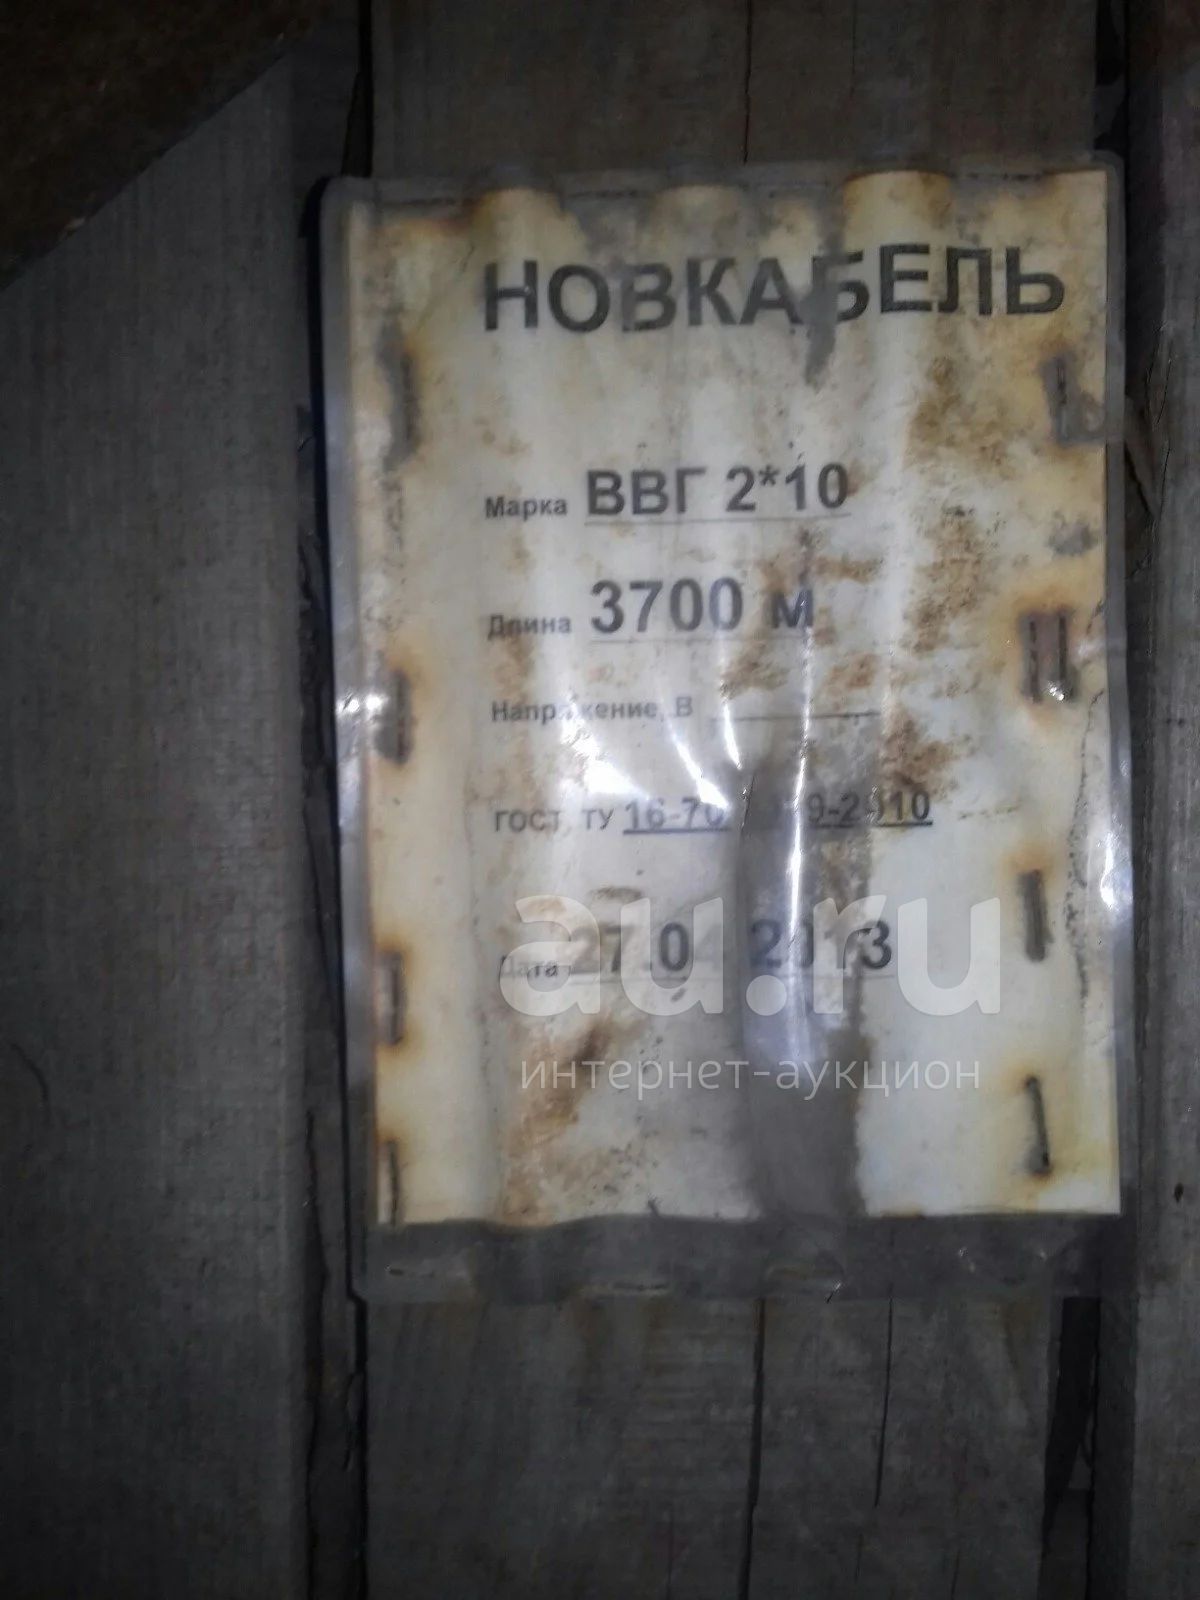 НОВКАБЕЛЬ
Марка ВВГ 2*10
Длина 3700 м
Напряжение, В
ГОСТ, ТУ
Дата
au.ru
интернет-аукцион